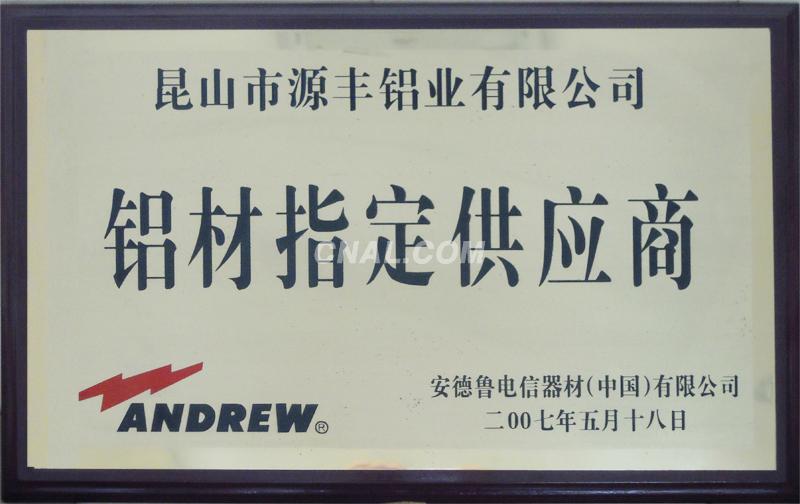 昆山市源丰铝业有限公司
铝材指定供应商
CNAL.COM
ANDREW®
安德鲁电信器材(中国)有限公司
二00七年五月十八日